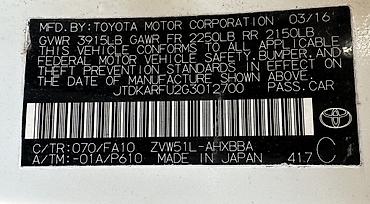 MFD. BY: TOYOTA MOTOR CORPORATION 03/16
GVWR 3915LB GAWR FR 2250LB RR 2150LB
THIS VEHICLE CONFORMS TO ALL APPLICABLE
FEDERAL MOTOR VEHICLE SAFETY, BUMPER, AND
THEFT PREVENTION STANDARDS IN EFFECT ON
THE DATE OF MANUFACTURE SHOWN ABOVE.
JTDKARFU2G3012700 PASS.CAR
C/TR: 070/FA10 ZVW51L-AHXBBA
A/TM: -01A/P610 MADE IN JAPAN 417 C
TOYOTA